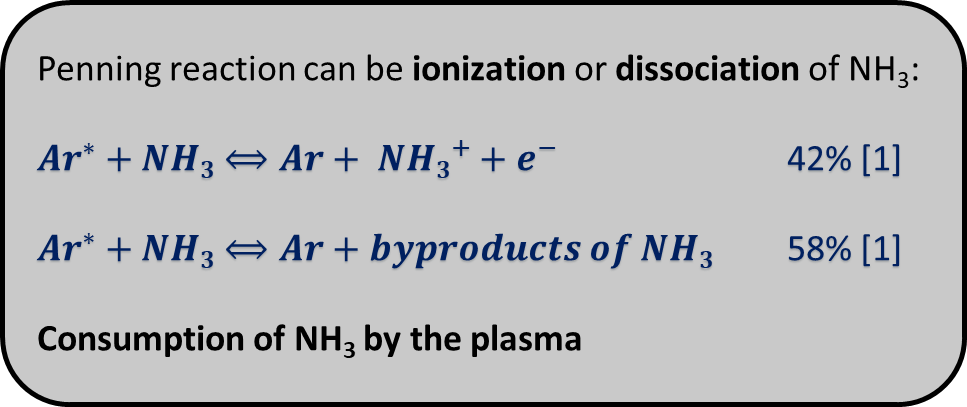 Penning reaction can be ionization or dissociation of NH₃:
Ar* + NH₃ ⟺ Ar + NH₃⁺ + e⁻ 42% [1]
Ar* + NH₃ ⟺ Ar + byproducts of NH₃ 58% [1]
Consumption of NH₃ by the plasma